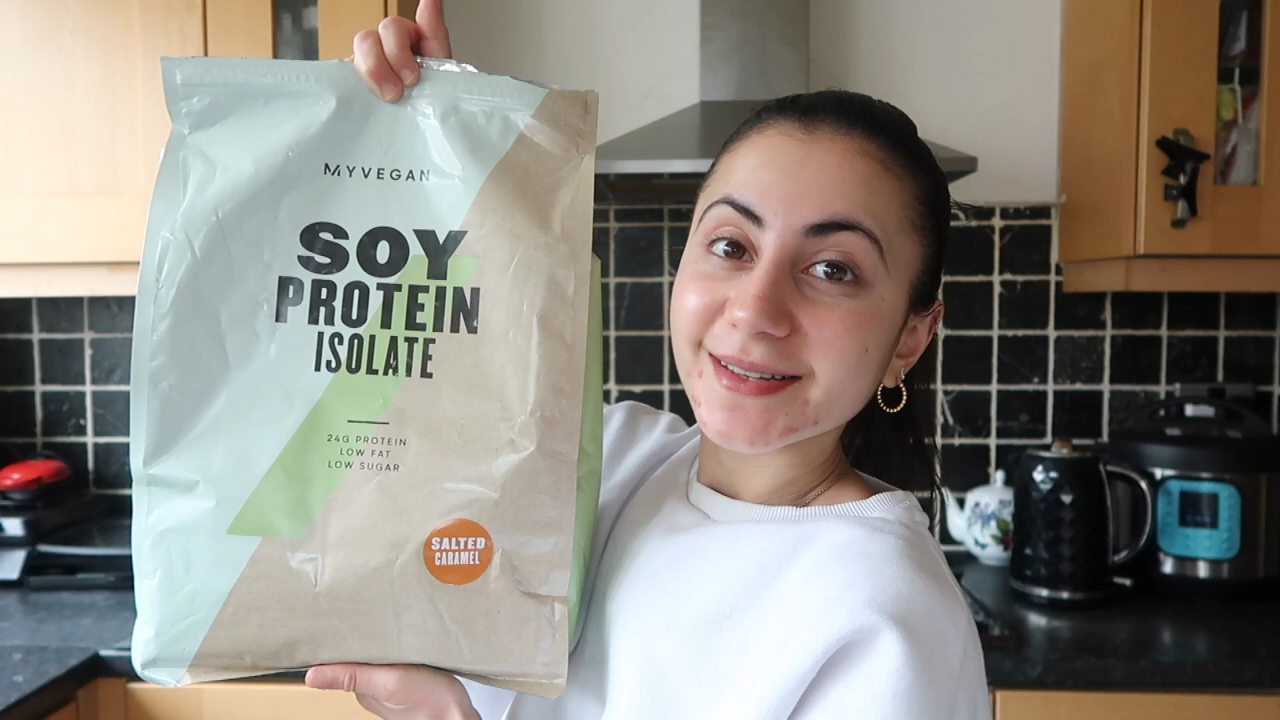 MYVEGAN
SOY
PROTEIN
ISOLATE
24G PROTEIN
LOW FAT
LOW SUGAR
SALTED
CARAMEL